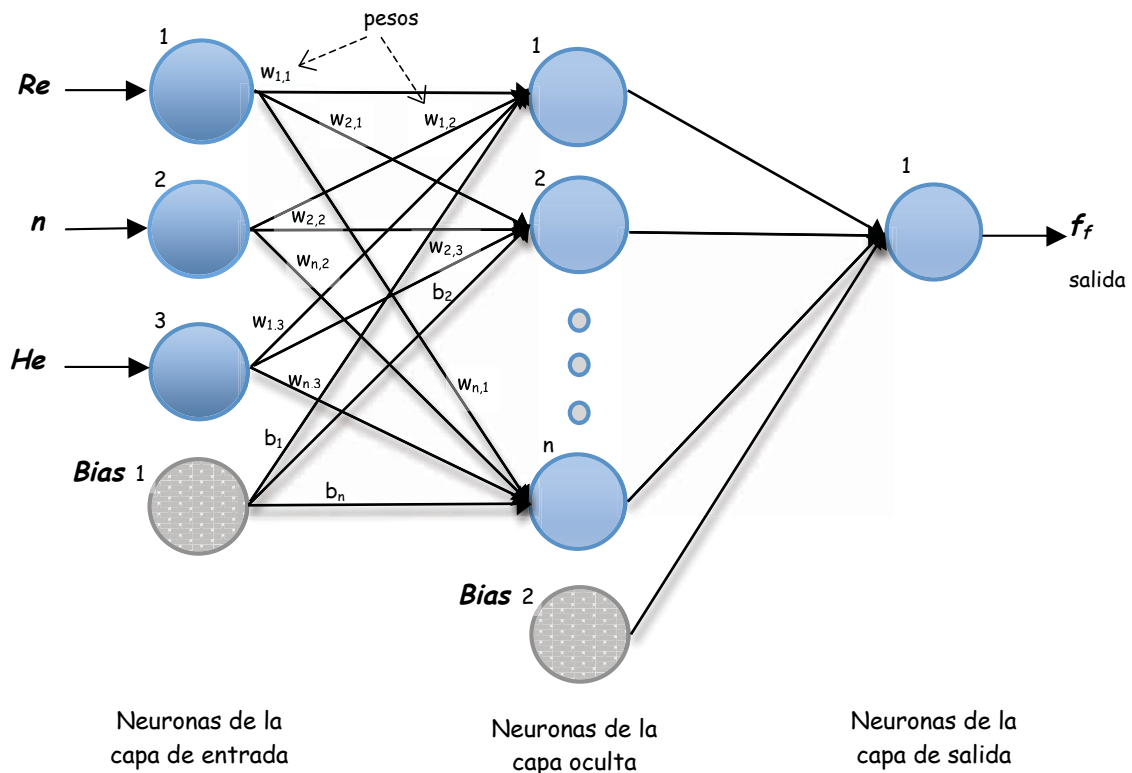 pesos
1
1
Re
w1,1
w2,1
w1,2
1
2
2
n
w2,2
w2,3
ff
wn,2
salida
b2
3
w1.3
He
wn.3
wn,1
b1
n
Bias 1
bn
Bias 2
Neuronas de la
capa de entrada
Neuronas de la
capa oculta
Neuronas de la
capa de salida